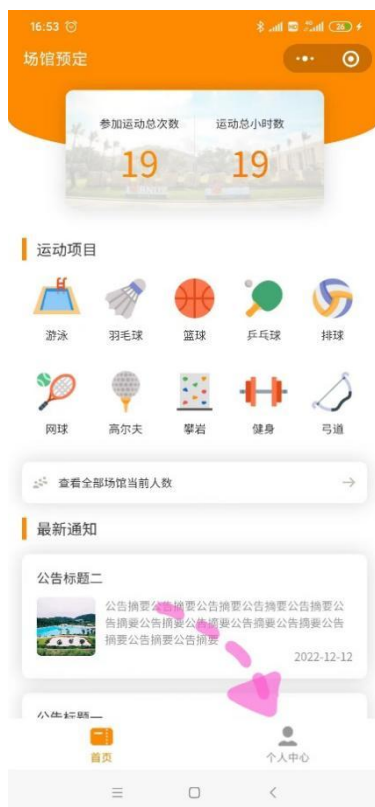 16:53
26
场馆预定
参加运动总次数 运动总小时数
19 19
运动项目
游泳 羽毛球 篮球 乒乓球 排球
网球 高尔夫 攀岩 健身 弓道
查看全部场馆当前人数
最新通知
公告标题二
公告摘要公告摘要公告摘要公告摘要公告摘要公
告摘要公告摘要公告摘要公告摘要公告摘要公告
摘要公告摘要公告摘要
2022-12-12
公告标题一
首页 个人中心